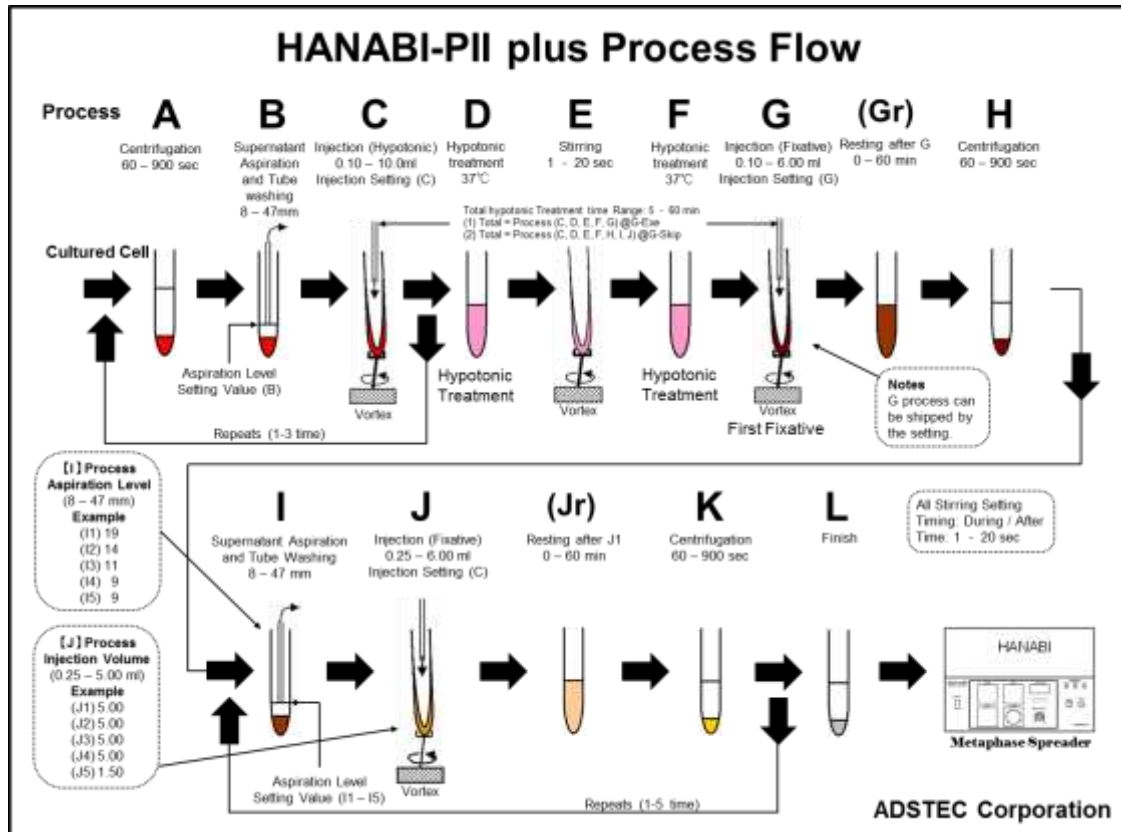 HANABI-PII plus Process Flow
Process
A
Centrifugation
60 – 900 sec
B
Supernatant
Aspiration
and Tube
washing
8 – 47mm
C
Injection (Hypotonic)
0.10 – 10.0ml
Injection Setting (C)
D
Hypotonic
treatment
37℃
E
Stirring
1 - 20 sec
F
Hypotonic
treatment
37℃
G
Injection (Fixative)
0.10 – 6.00 ml
Injection Setting (G)
(Gr)
Resting after G
0 – 60 min
H
Centrifugation
60 – 900 sec
Total hypotonic Treatment time Range: 5 - 60 min
(1) Total = Process (C, D, E, F, G) @G-Exe
(2) Total = Process (C, D, E, F, H, I, J) @G-Skip
Cultured Cell
Aspiration Level
Setting Value (B)
Vortex
Hypotonic
Treatment
Vortex
Hypotonic
Treatment
Vortex
First Fixative
Notes
G process can
be shipped by
the setting.
Repeats (1-3 time)
[I] Process
Aspiration Level
(8 – 47 mm)
Example
(I1) 19
(I2) 14
(I3) 11
(I4) 9
(I5) 9
I
Supernatant Aspiration
and Tube Washing
8 – 47 mm
J
Injection (Fixative)
0.25 – 6.00 ml
Injection Setting (C)
(Jr)
Resting after J1
0 – 60 min
K
Centrifugation
60 – 900 sec
L
Finish
All Stirring Setting
Timing: During / After
Time: 1 - 20 sec
[J] Process
Injection Volume
(0.25 – 5.00 ml)
Example
(J1) 5.00
(J2) 5.00
(J3) 5.00
(J4) 5.00
(J5) 1.50
Aspiration Level
Setting Value (I1 – I5)
Vortex
Repeats (1-5 time)
HANABI
Metaphase Spreader
ADSTEC Corporation